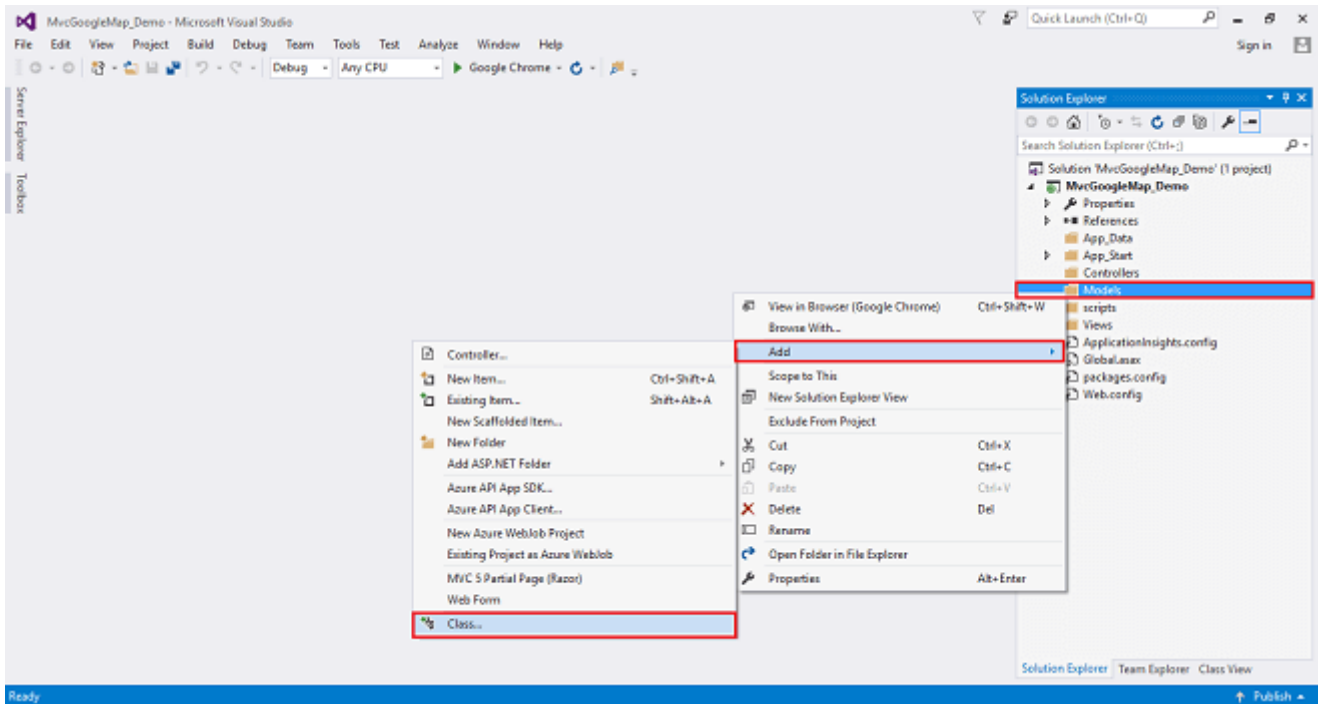 MvcGoogleMap_Demo - Microsoft Visual Studio
Quick Launch (Ctrl+Q)
File Edit View Project Build Debug Team Tools Test Analyze Window Help
Sign in
Debug Any CPU Google Chrome
Server Explorer
Toolbox
Solution Explorer
Search Solution Explorer (Ctrl+;)
Solution 'MvcGoogleMap_Demo' (1 project)
MvcGoogleMap_Demo
Properties
References
App_Data
App_Start
Controllers
Models
scripts
Views
ApplicationInsights.config
Global.asax
packages.config
Web.config
View in Browser (Google Chrome) Ctrl+Shift+W
Browse With...
Add
Scope to This
New Solution Explorer View
Exclude From Project
Cut Ctrl+X
Copy Ctrl+C
Paste Ctrl+V
Delete Del
Rename
Open Folder in File Explorer
Properties Alt+Enter
Controller...
New Item... Ctrl+Shift+A
Existing Item... Shift+Alt+A
New Scaffolded Item...
New Folder
Add ASP.NET Folder
Azure API App SDK...
Azure API App Client...
New Azure WebJob Project
Existing Project as Azure WebJob
MVC 5 Partial Page (Razor)
Web Form
Class...
Solution Explorer Team Explorer Class View
Ready
Publish